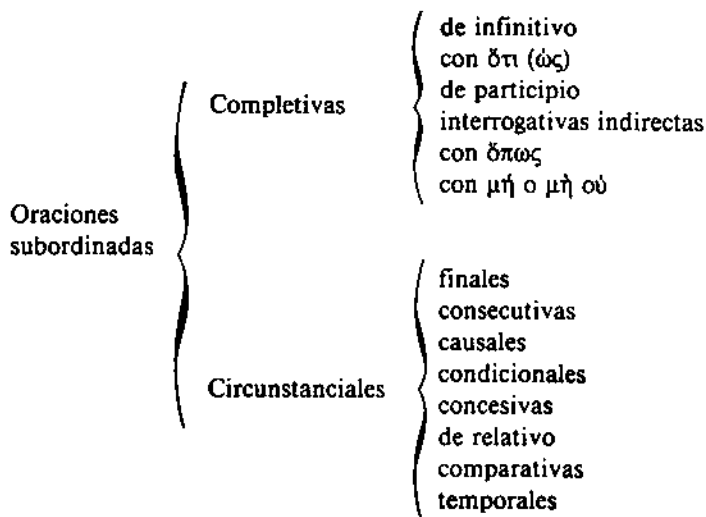 de infinitivo
con ὅτι (ὡς)
de participio
Completivas
interrogativas indirectas
con ὅπως
con μή o μὴ οὐ
Oraciones
subordinadas
finales
consecutivas
causales
condicionales
Circunstanciales
concesivas
de relativo
comparativas
temporales